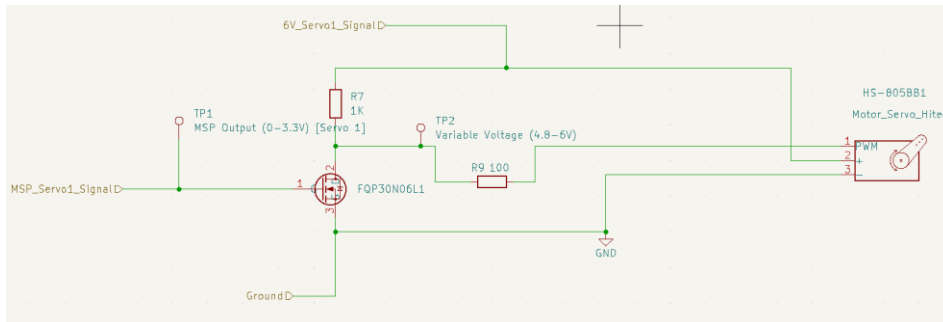 6V_Servo1_Signal
R7
1K
TP1
MSP Output (0-3.3V) [Servo 1]
TP2
Variable Voltage (4.8-6V)
HS-805BB1
Motor_Servo_Hite
1 PWM
2 +
3 -
R9 100
MSP_Servo1_Signal
1
G
2
3
FQP30N06L1
GND
Ground